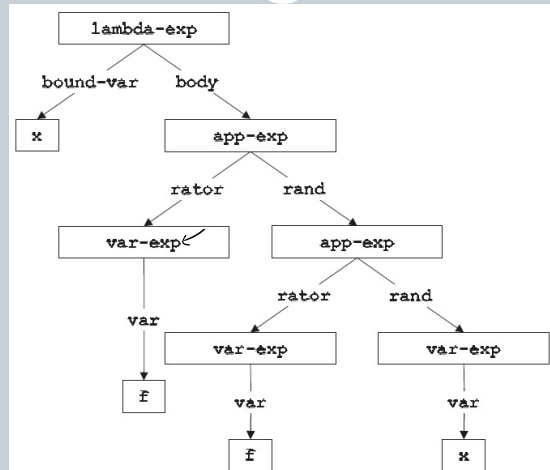 lambda-exp
bound-var body
x app-exp
rator rand
var-exp app-exp
rator rand
var
var-exp var-exp
f var var
f x